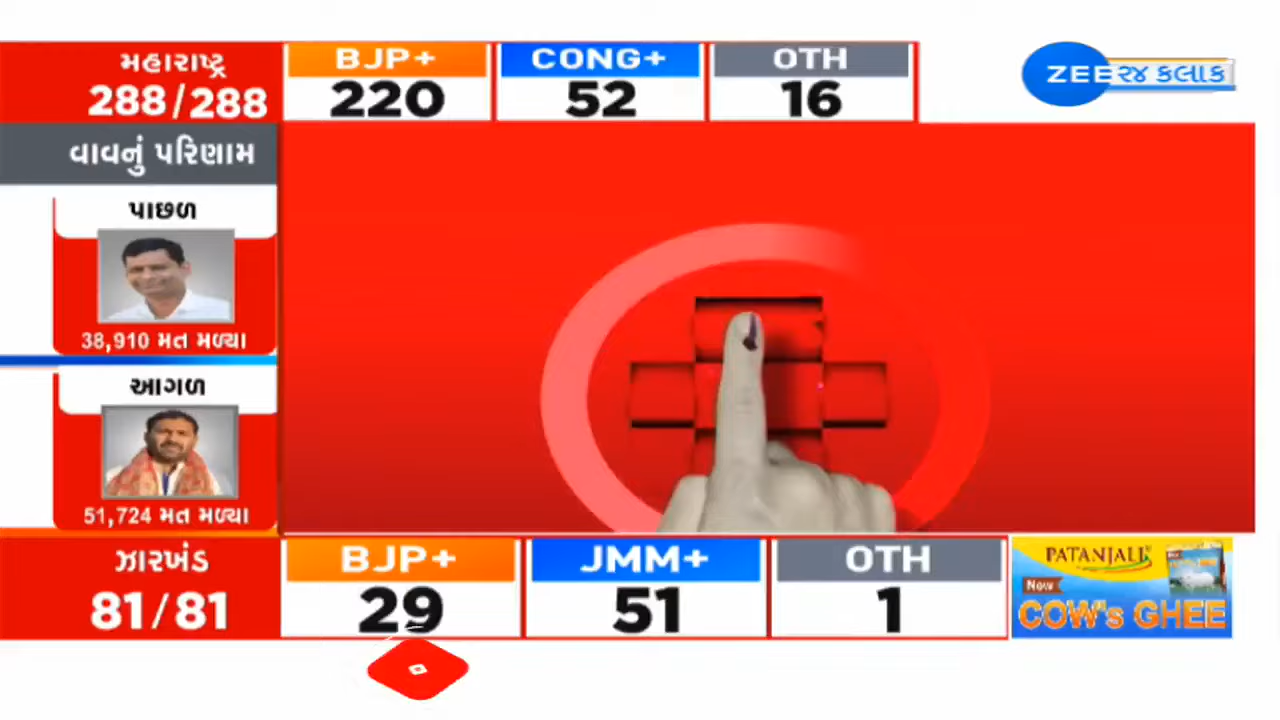 મહારાષ્ટ્ર
288/288
BJP+
220
CONG+
52
OTH
16
ZEE ૨૪ કલાક
વાવનું પરિણામ
પાછળ
38,910 મત મળ્યા
આગળ
51,724 મત મળ્યા
ઝારખંડ
81/81
BJP+
29
JMM+
51
OTH
1
PATANJALI®
New
COW's GHEE